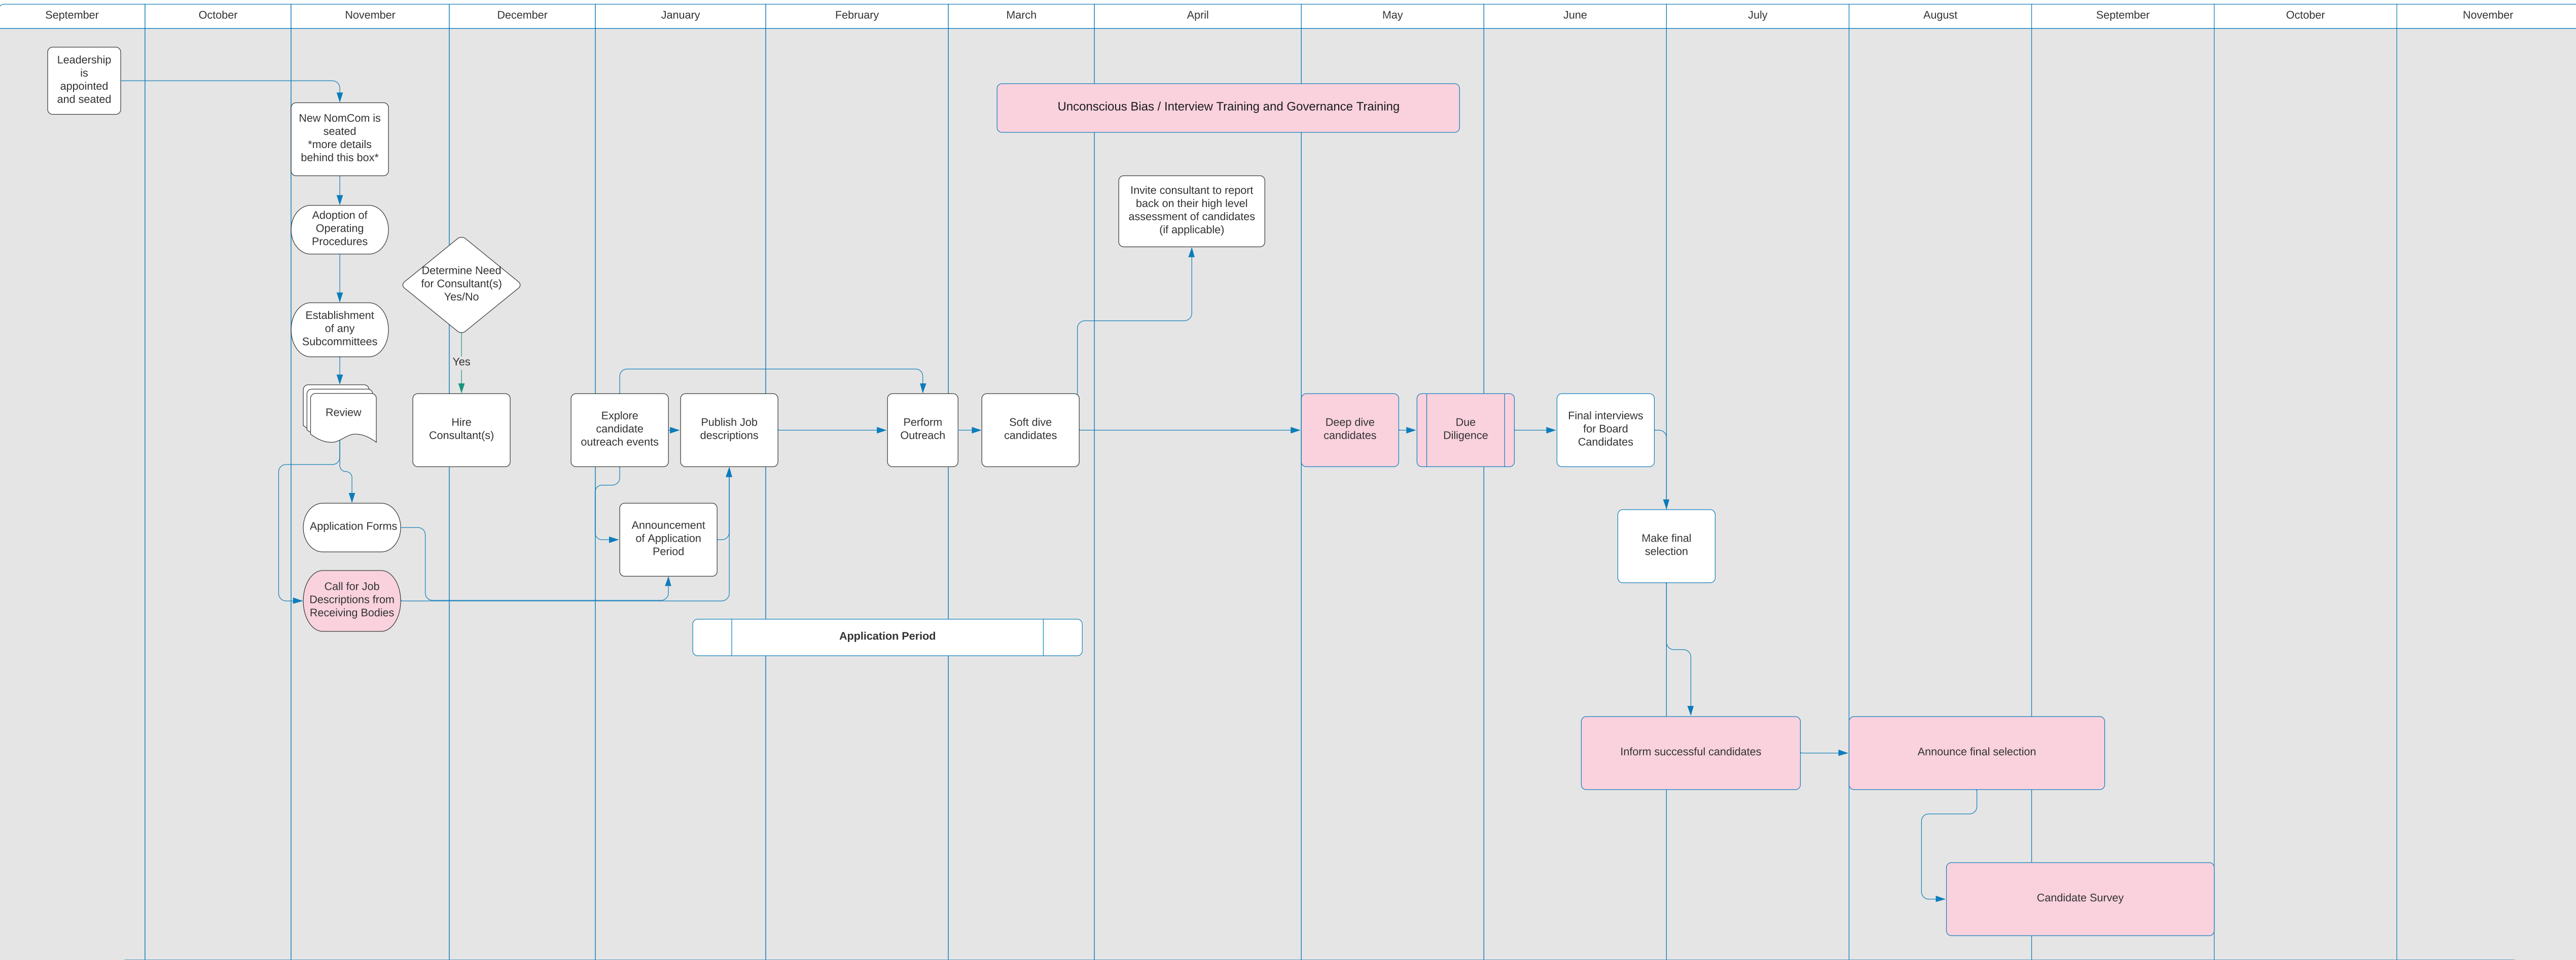 September
October
November
December
January
February
March
April
May
June
July
August
September
October
November
Leadership
is
appointed
and seated
New NomCom is
seated
*more details
behind this box*
Unconscious Bias / Interview Training and Governance Training
Adoption of
Operating
Procedures
Invite consultant to report
back on their high level
assessment of candidates
(if applicable)
Determine Need
for Consultant(s)
Yes/No
Establishment
of any
Subcommittees
Yes
Review
Hire
Consultant(s)
Explore
candidate
outreach events
Publish Job
descriptions
Perform
Outreach
Soft dive
candidates
Deep dive
candidates
Due
Diligence
Final interviews
for Board
Candidates
Application Forms
Announcement
of Application
Period
Make final
selection
Call for Job
Descriptions from
Receiving Bodies
Application Period
Inform successful candidates
Announce final selection
Candidate Survey